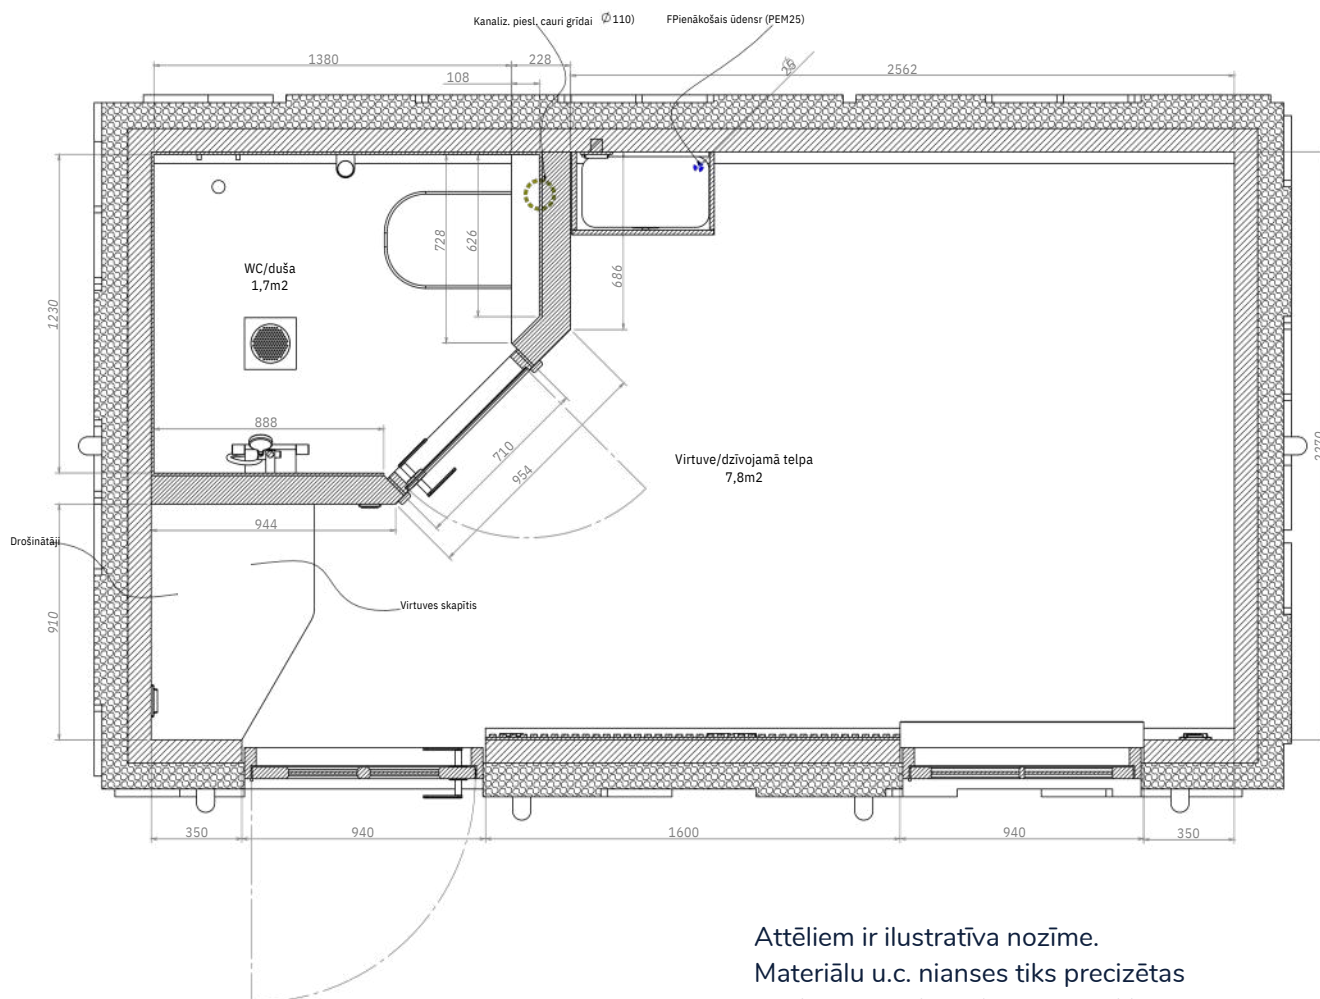 Kanaliz. piesl, cauri grīdai ∅110)
FPienākošais ūdensr (PEM25)
1380
228
108
2562
25
1230
728
626
686
WC/duša
1,7m2
888
710
954
Virtuve/dzīvojamā telpa
7,8m2
944
Drošinātāji
Virtuves skapītis
910
350
940
1600
940
350
Attēliem ir ilustratīva nozīme.
Materiālu u.c. nianses tiks precizētas